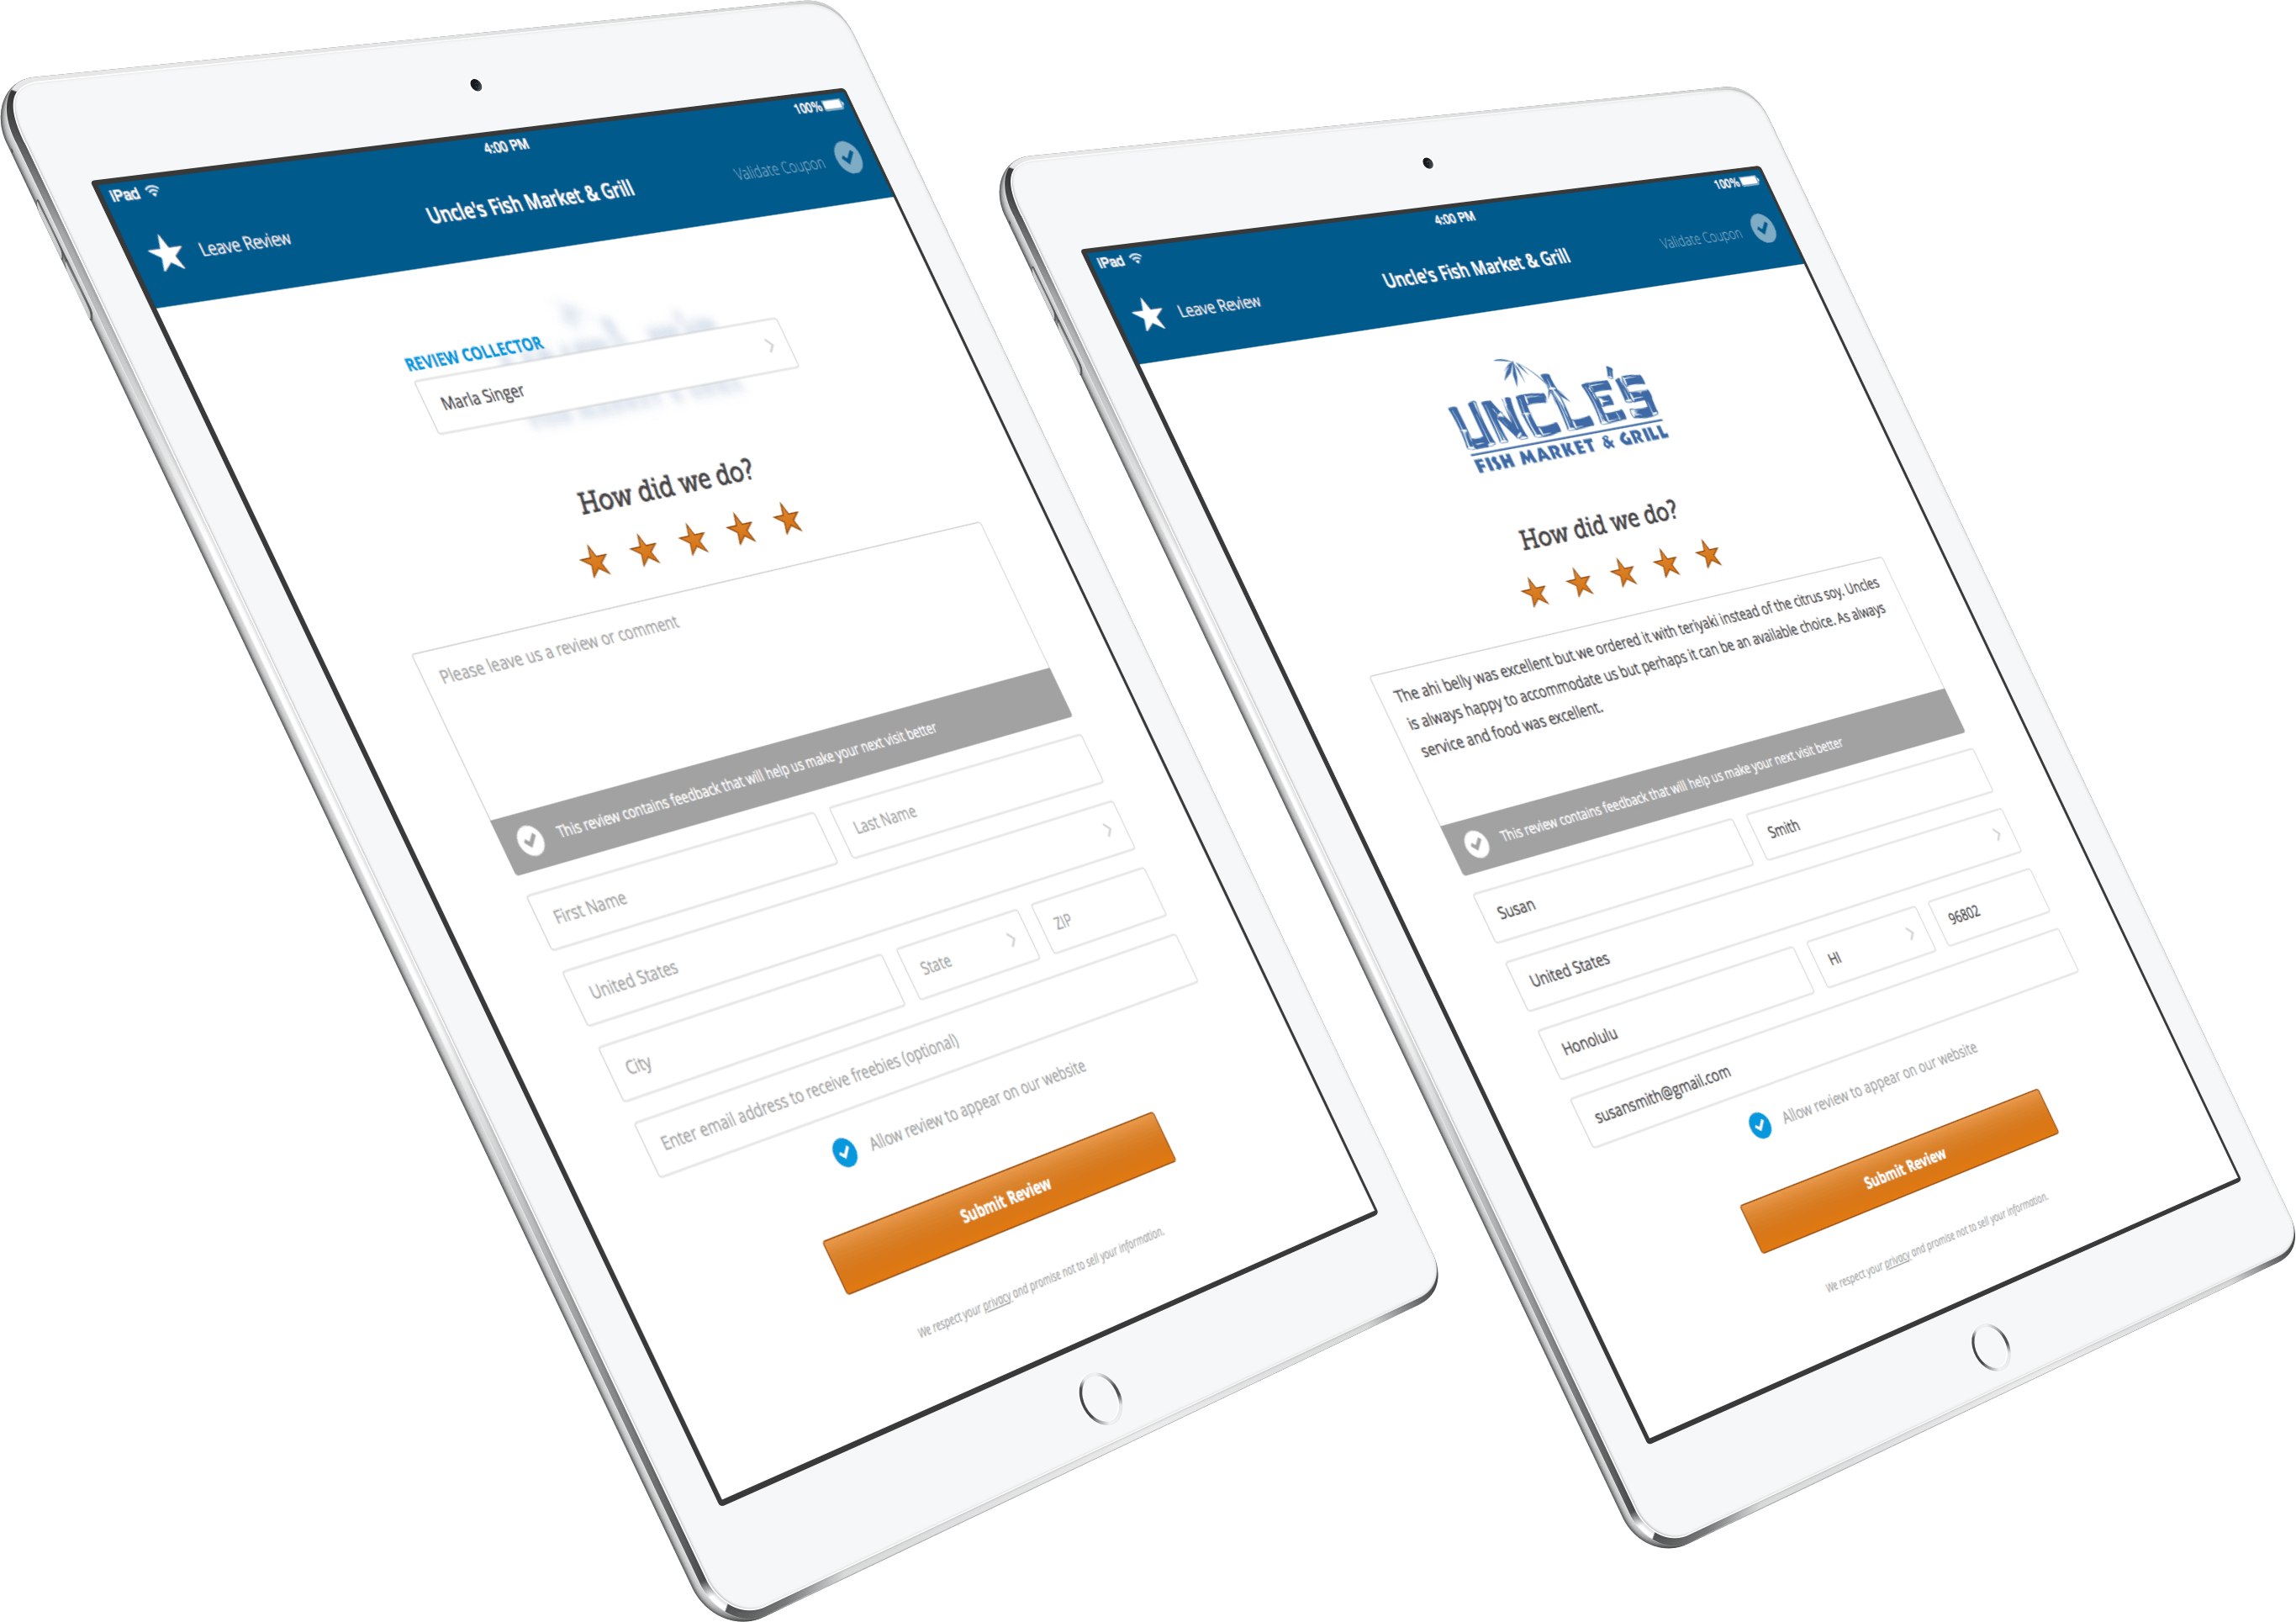 iPad
4:00 PM
100%
Leave Review
Uncle's Fish Market & Grill
Validate Coupon
REVIEW COLLECTOR
Marla Singer
How did we do?
Please leave us a review or comment
This review contains feedback that will help us make your next visit better
First Name
Last Name
United States
City
State
ZIP
Enter email address to receive freebies (optional)
Allow review to appear on our website
Submit Review
We respect your privacy and promise not to sell your information.
iPad
4:00 PM
100%
Leave Review
Uncle's Fish Market & Grill
Validate Coupon
UNCLE'S
FISH MARKET & GRILL
How did we do?
The ahi belly was excellent but we ordered it with teriyaki instead of the citrus soy. Uncles
is always happy to accommodate us but perhaps it can be an available choice. As always
service and food was excellent.
This review contains feedback that will help us make your next visit better
Susan
Smith
United States
Honolulu
HI
96802
susansmith@gmail.com
Allow review to appear on our website
Submit Review
We respect your privacy and promise not to sell your information.